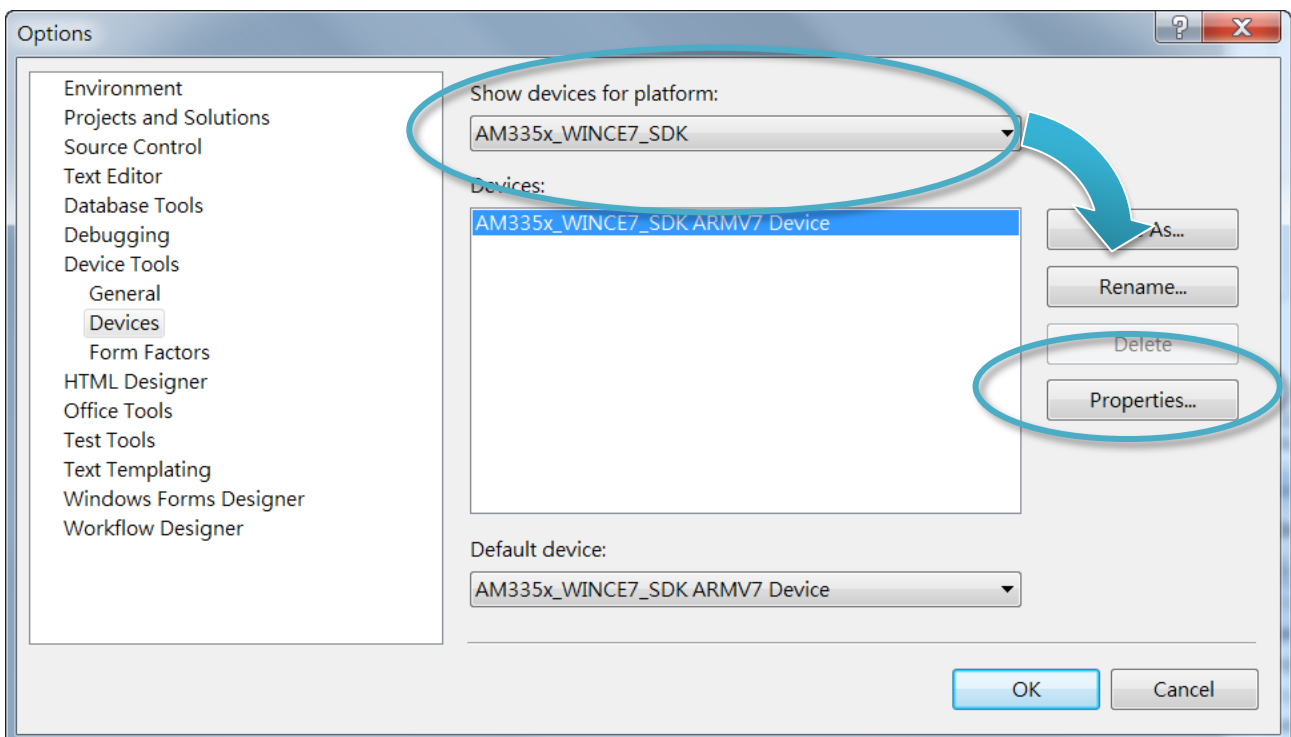 Options
Environment
Projects and Solutions
Source Control
Text Editor
Database Tools
Debugging
Device Tools
General
Devices
Form Factors
HTML Designer
Office Tools
Test Tools
Text Templating
Windows Forms Designer
Workflow Designer
Show devices for platform:
AM335x_WINCE7_SDK
Devices:
AM335x_WINCE7_SDK ARMV7 Device
As...
Rename...
Delete
Properties...
Default device:
AM335x_WINCE7_SDK ARMV7 Device
OK
Cancel